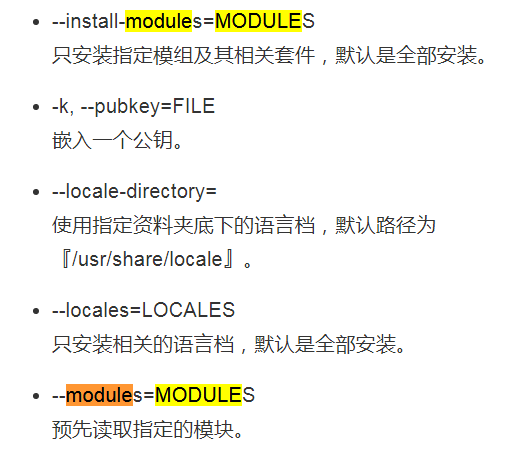 --install-modules=MODULES
只安装指定模组及其相关套件，默认是全部安装。
-k, --pubkey=FILE
嵌入一个公钥。
--locale-directory=
使用指定资料夹底下的语言档，默认路径为
『/usr/share/locale』。
--locales=LOCALES
只安装相关的语言档，默认是全部安装。
--modules=MODULES
预先读取指定的模块。